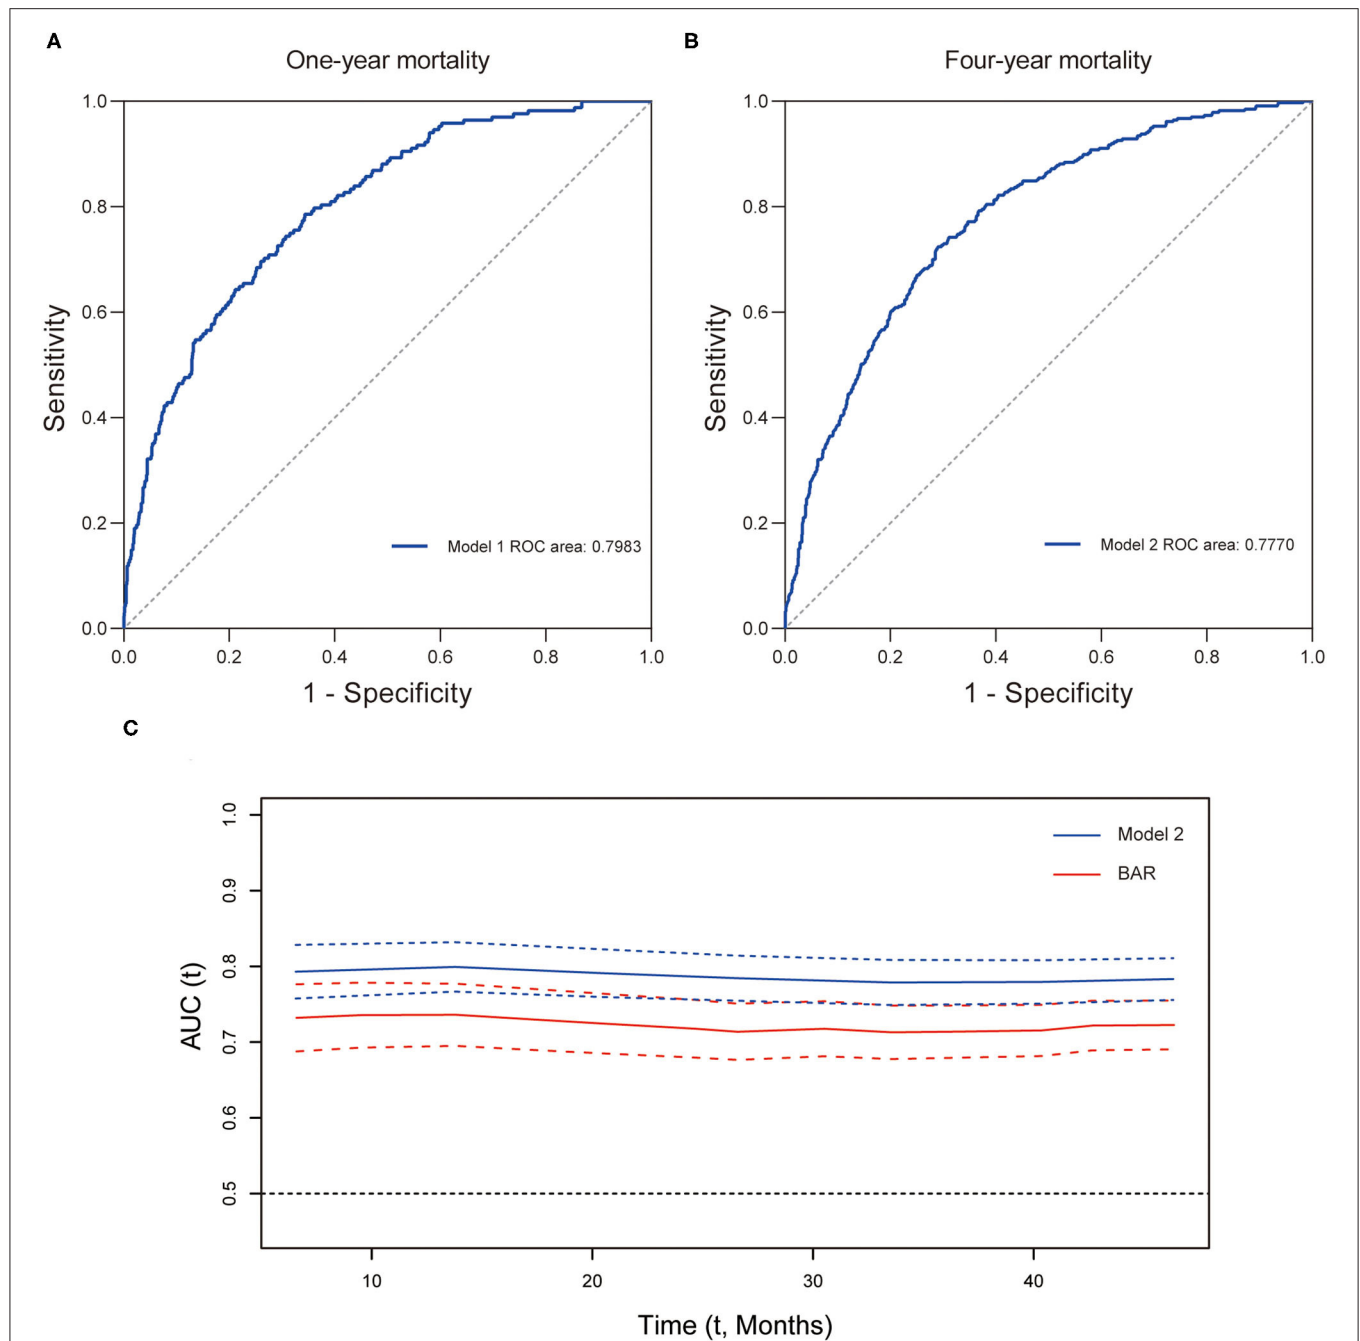 A
One-year mortality
1.0
0.8
0.6
0.4
0.2
0.0
Sensitivity
Model 1 ROC area: 0.7983
0.0 0.2 0.4 0.6 0.8 1.0
1 - Specificity
B
Four-year mortality
1.0
0.8
0.6
0.4
0.2
0.0
Sensitivity
Model 2 ROC area: 0.7770
0.0 0.2 0.4 0.6 0.8 1.0
1 - Specificity
C
1.0
0.9
0.8
0.7
0.6
0.5
AUC (t)
Model 2
BAR
10 20 30 40
Time (t, Months)